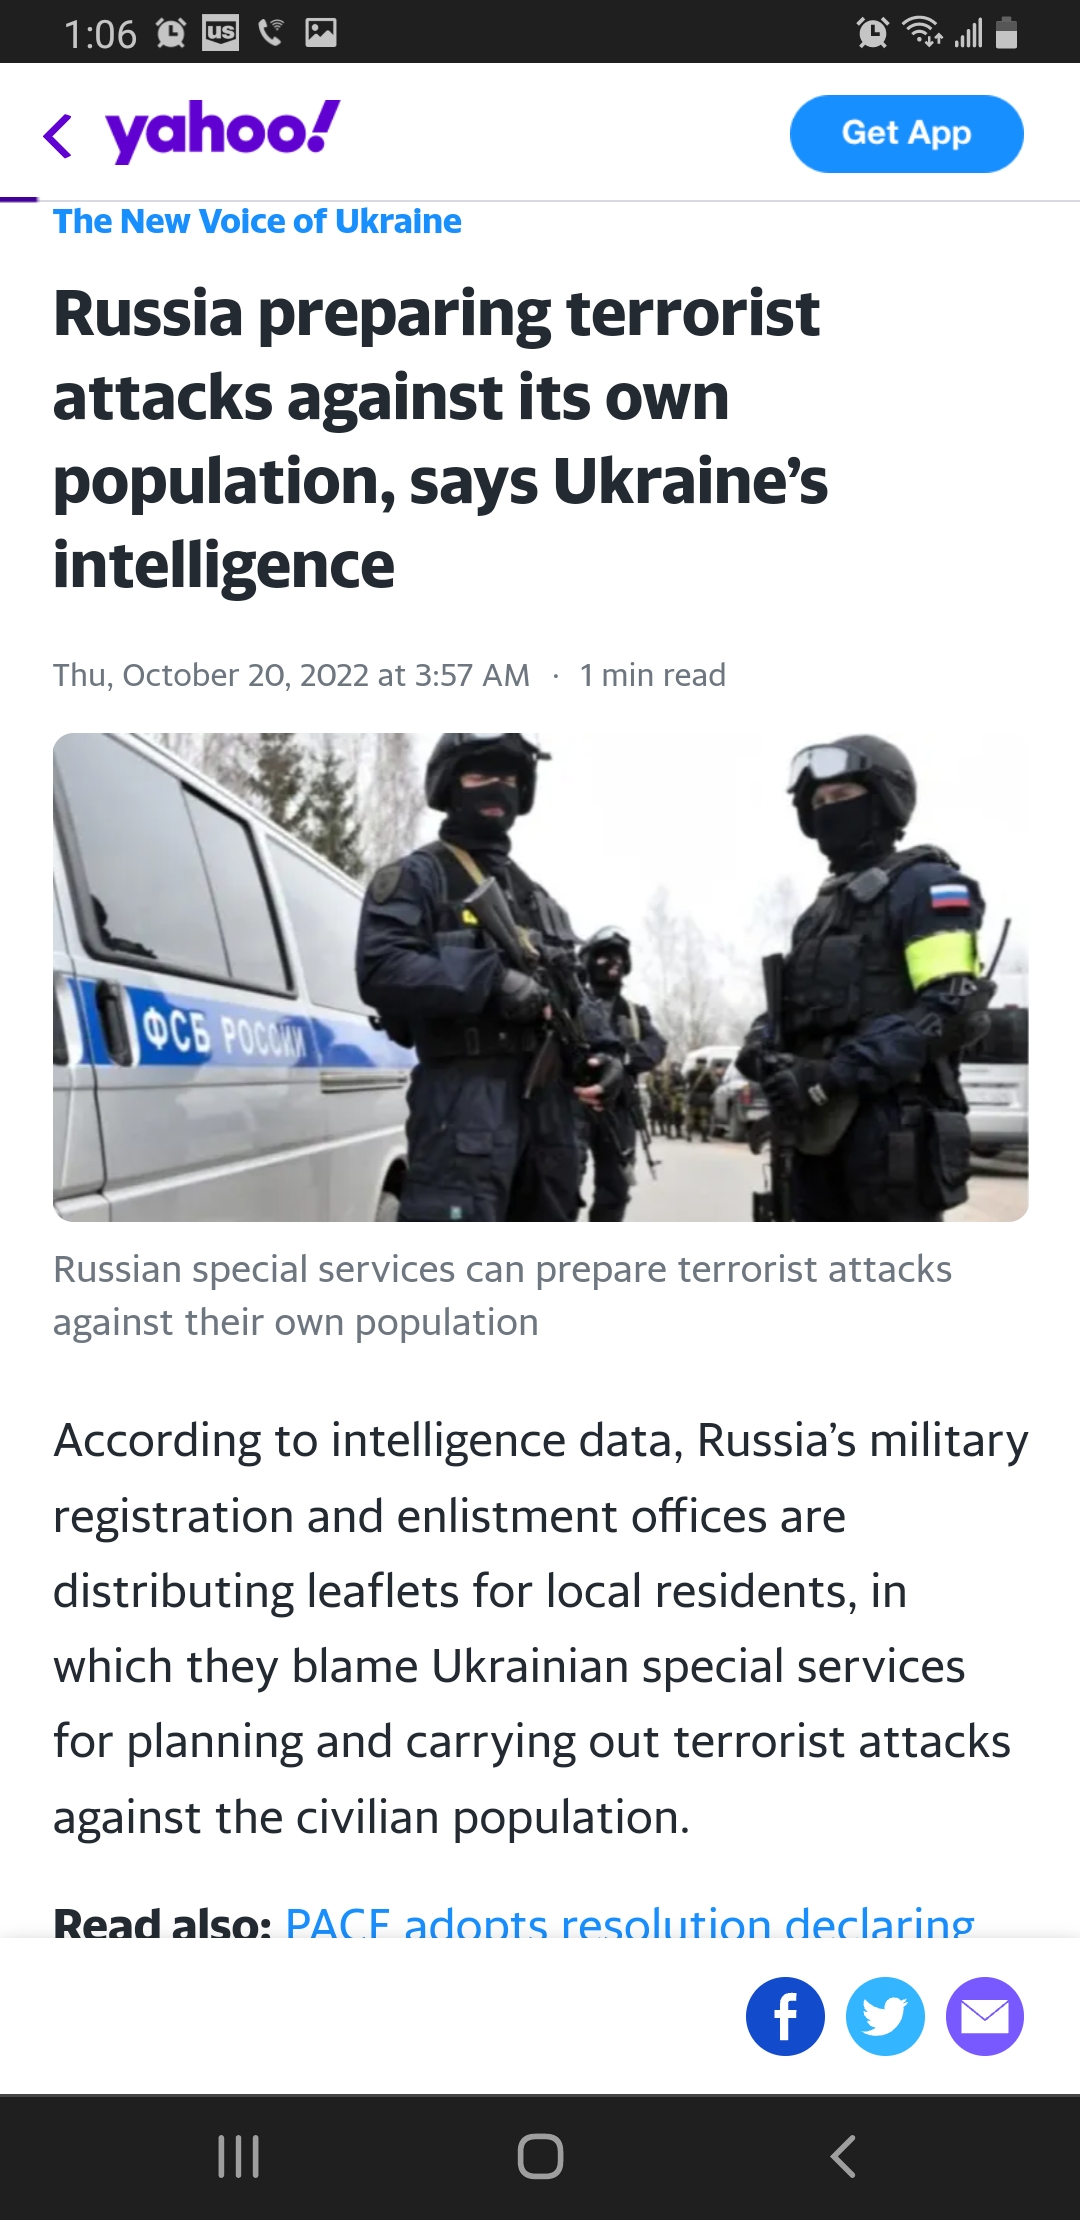 1:06
us
yahoo!
Get App
The New Voice of Ukraine
Russia preparing terrorist
attacks against its own
population, says Ukraine’s
intelligence
Thu, October 20, 2022 at 3:57 AM · 1 min read
ФСБ РОССИИ
Russian special services can prepare terrorist attacks
against their own population
According to intelligence data, Russia’s military
registration and enlistment offices are
distributing leaflets for local residents, in
which they blame Ukrainian special services
for planning and carrying out terrorist attacks
against the civilian population.
Read also: PACE adopts resolution declaring